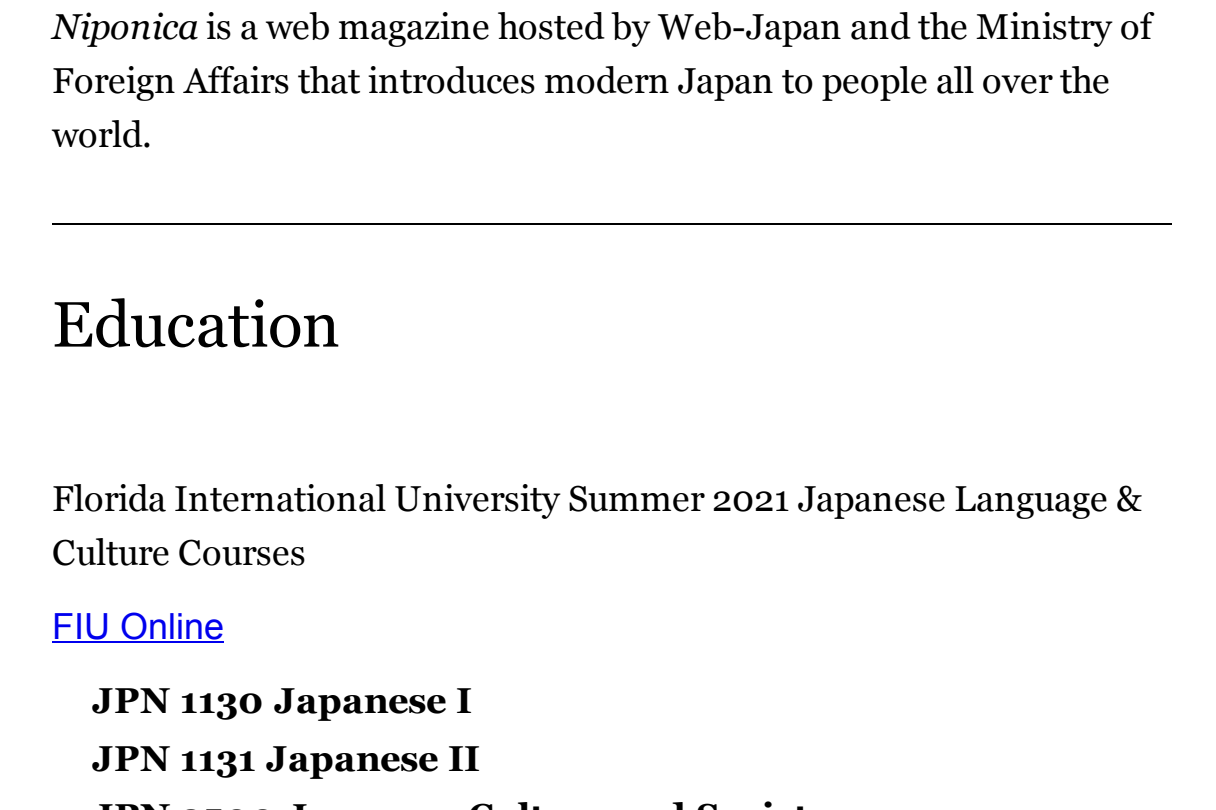 Niponica is a web magazine hosted by Web-Japan and the Ministry of
Foreign Affairs that introduces modern Japan to people all over the
world.
Education
Florida International University Summer 2021 Japanese Language &
Culture Courses
FIU Online
JPN 1130 Japanese I
JPN 1131 Japanese II